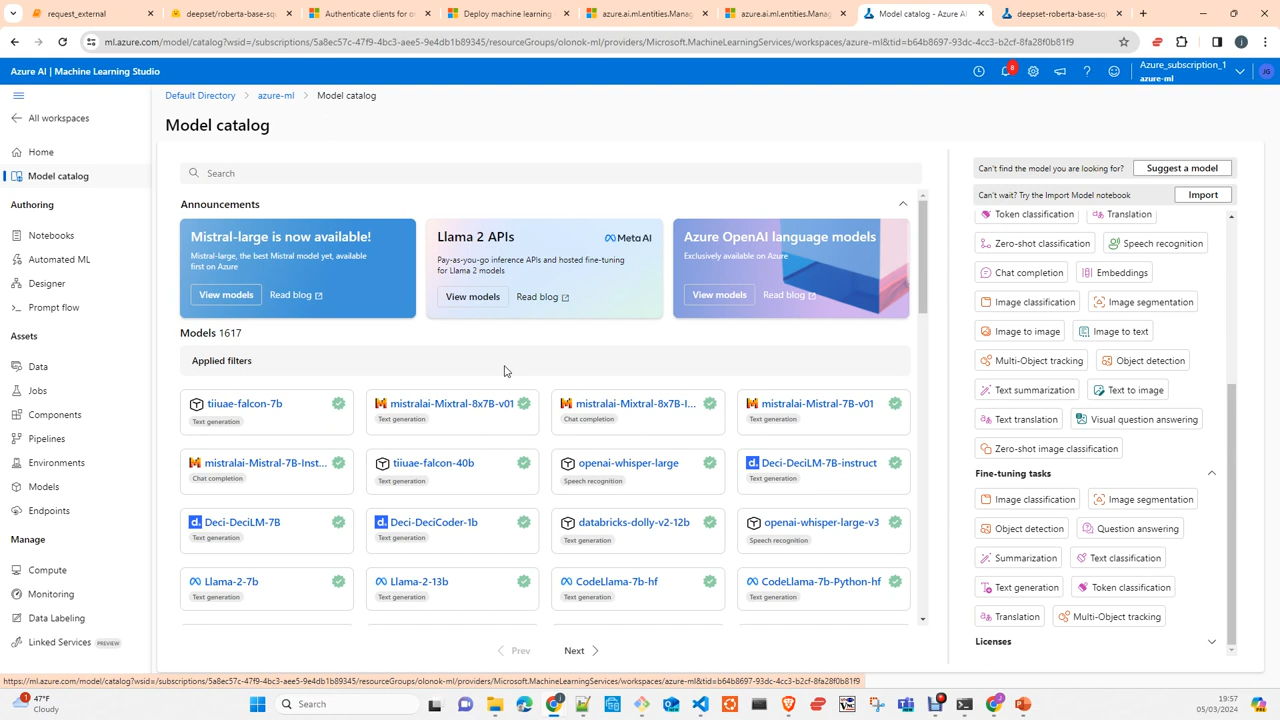 request_external
deepset/roberta-base-squ
Authenticate clients for o
Deploy machine learning
azure.ai.ml.entities.Manag
azure.ai.ml.entities.Manag
Model catalog - Azure AI
deepset-roberta-base-sq
ml.azure.com/model/catalog?wsid=/subscriptions/5a8ec57c-47f9-4bc3-aee5-9e4db1b89345/resourceGroups/olonok-ml/providers/Microsoft.MachineLearningServices/workspaces/azure-ml&tid=b64b8697-93dc-4cc3-b2cf-8fa28f0b81f9
Azure AI | Machine Learning Studio
8
Azure_subscription_1
azure-ml
JG
All workspaces
Home
Model catalog
Authoring
Notebooks
Automated ML
Designer
Prompt flow
Assets
Data
Jobs
Components
Pipelines
Environments
Models
Endpoints
Manage
Compute
Monitoring
Data Labeling
Linked Services PREVIEW
Default Directory > azure-ml > Model catalog
Model catalog
Search
Announcements
Mistral-large is now available!
Mistral-large, the best Mistral model yet, available
first on Azure
View models Read blog
Llama 2 APIs
Meta AI
Pay-as-you-go inference APIs and hosted fine-tuning
for Llama 2 models
View models Read blog
Azure OpenAI language models
Exclusively available on Azure
View models Read blog
Models 1617
Applied filters
tiiuae-falcon-7b
Text generation
mistralai-Mixtral-8x7B-v01
Text generation
mistralai-Mixtral-8x7B-I...
Chat completion
mistralai-Mistral-7B-v01
Text generation
mistralai-Mistral-7B-Inst...
Chat completion
tiiuae-falcon-40b
Text generation
openai-whisper-large
Speech recognition
Deci-DeciLM-7B-instruct
Text generation
Deci-DeciLM-7B
Text generation
Deci-DeciCoder-1b
Text generation
databricks-dolly-v2-12b
Text generation
openai-whisper-large-v3
Speech recognition
Llama-2-7b
Text generation
Llama-2-13b
Text generation
CodeLlama-7b-hf
Text generation
CodeLlama-7b-Python-hf
Text generation
Prev Next
Can't find the model you are looking for? Suggest a model
Can't wait? Try the Import Model notebook Import
Token classification Translation
Zero-shot classification Speech recognition
Chat completion Embeddings
Image classification Image segmentation
Image to image Image to text
Multi-Object tracking Object detection
Text summarization Text to image
Text translation Visual question answering
Zero-shot image classification
Fine-tuning tasks
Image classification Image segmentation
Object detection Question answering
Summarization Text classification
Text generation Token classification
Translation Multi-Object tracking
Licenses
https://ml.azure.com/model/catalog?wsid=/subscriptions/5a8ec57c-47f9-4bc3-aee5-9e4db1b89345/resourceGroups/olonok-ml/providers/Microsoft.MachineLearningServices/workspaces/azure-ml&tid=b64b8697-93dc-4cc3-b2cf-8fa28f0b81f9
47°F
Cloudy
Search
19:57
05/03/2024